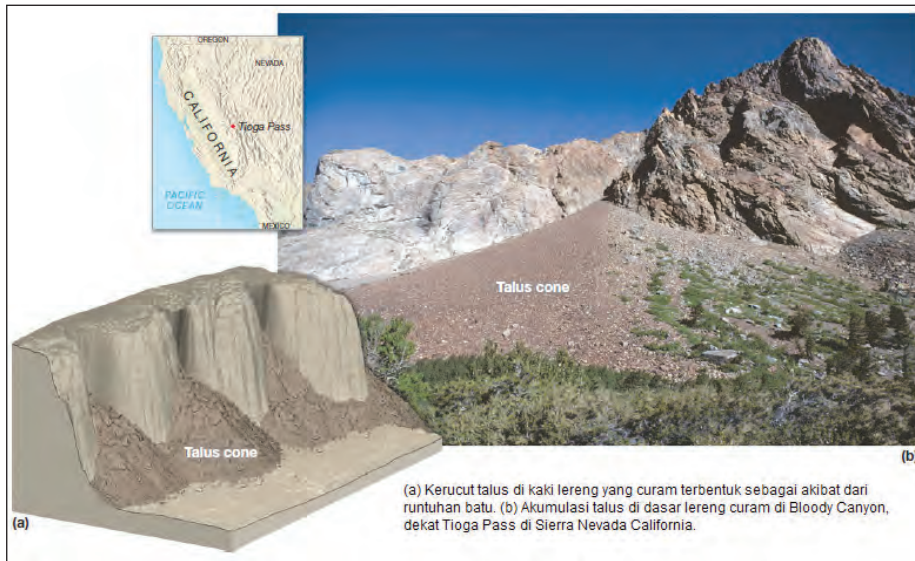 OREGON
NEVADA
CALIFORNIA
Tioga Pass
PACIFIC
OCEAN
MEXICO
Talus cone
Talus cone
(a)
(b)
(a) Kerucut talus di kaki lereng yang curam terbentuk sebagai akibat dari
runtuhan batu. (b) Akumulasi talus di dasar lereng curam di Bloody Canyon,
dekat Tioga Pass di Sierra Nevada California.